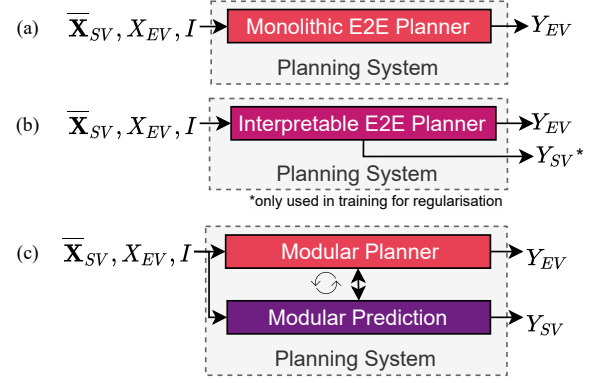 (a) X̅_SV, X_EV, I Monolithic E2E Planner Y_EV
Planning System
(b) X̅_SV, X_EV, I Interpretable E2E Planner Y_EV
Y_SV*
Planning System
*only used in training for regularisation
(c) X̅_SV, X_EV, I Modular Planner Y_EV
Modular Prediction Y_SV
Planning System